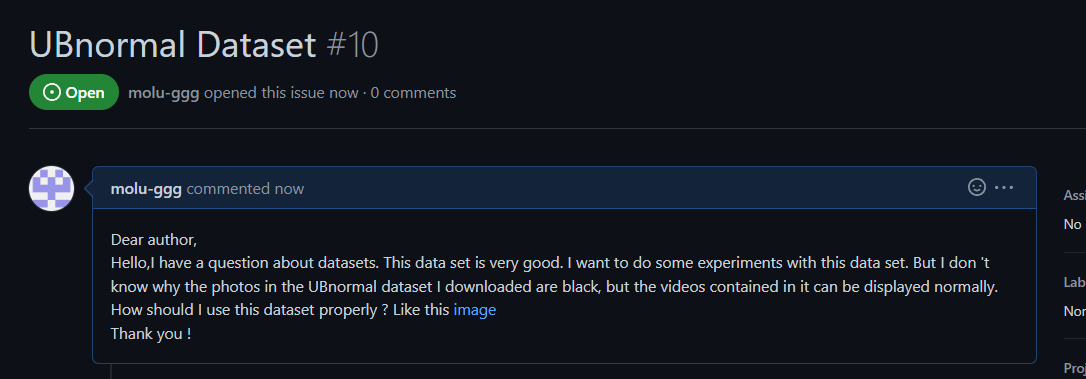 UBnormal Dataset #10
Open molu-ggg opened this issue now · 0 comments
molu-ggg commented now
Dear author,
Hello,I have a question about datasets. This data set is very good. I want to do some experiments with this data set. But I don 't
know why the photos in the UBnormal dataset I downloaded are black, but the videos contained in it can be displayed normally.
How should I use this dataset properly ? Like this image
Thank you !
Assi
No
Labe
Non
Proj